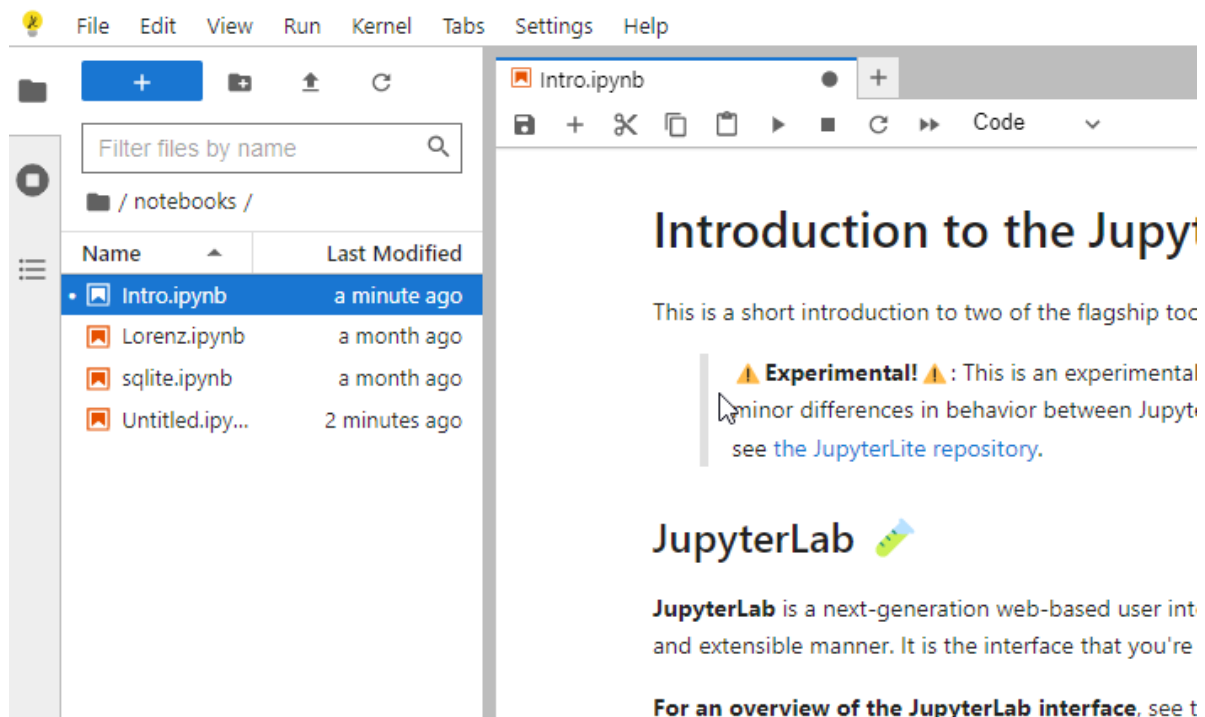 File Edit View Run Kernel Tabs Settings Help
Intro.ipynb
Code
Filter files by name
/ notebooks /
Name Last Modified
Intro.ipynb a minute ago
Lorenz.ipynb a month ago
sqlite.ipynb a month ago
Untitled.ipy... 2 minutes ago
Introduction to the Jupyt
This is a short introduction to two of the flagship too
⚠ Experimental! ⚠ : This is an experimental
minor differences in behavior between Jupyte
see the JupyterLite repository.
JupyterLab
JupyterLab is a next-generation web-based user inte
and extensible manner. It is the interface that you're
For an overview of the JupyterLab interface, see t